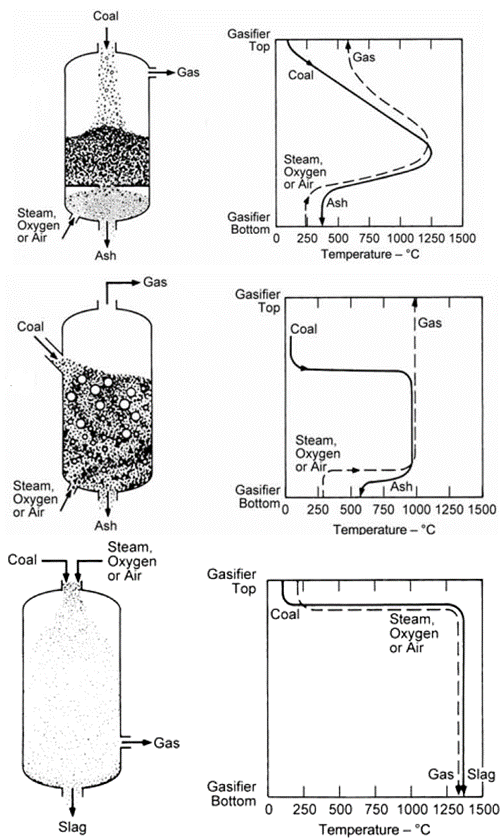 Coal
Gas
Steam,
Oxygen
or Air
Ash
Gasifier
Top
Coal
Gas
Steam,
Oxygen
or Air
Ash
Gasifier
Bottom
0 250 500 750 1000 1250 1500
Temperature – °C
Gas
Coal
Steam,
Oxygen
or Air
Ash
Gasifier
Top
Coal
Gas
Steam,
Oxygen
or Air
Ash
Gasifier
Bottom
0 250 500 750 1000 1250 1500
Temperature – °C
Coal
Steam,
Oxygen
or Air
Gas
Slag
Gasifier
Top
Coal
Steam,
Oxygen
or Air
Gas
Slag
Gasifier
Bottom
0 250 500 750 1000 1250 1500
Temperature – °C